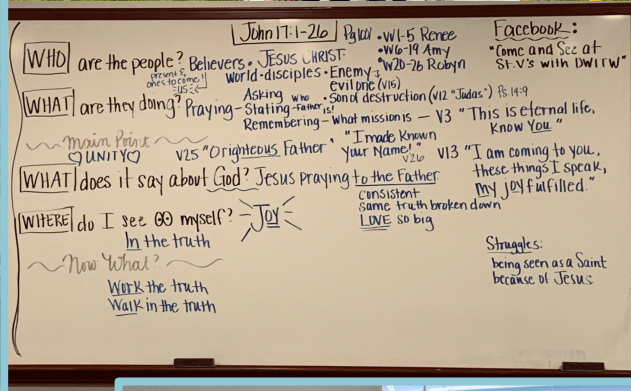 John 17:1-26
Facebook:
"Come and See at
St.V's with DWITW"
• V1-5 Renee
• V6-19 Amy
• V20-26 Robyn
WHO are the people? Believers • JESUS CHRIST •
present & ones to come!!
US
World • disciples • Enemy ↓
evil one (V15)
• Son of destruction (V12 "Judas")
WHAT are they doing? Praying - Asking
Stating - Who Father is!
Remembering - What mission is - V3 "This is eternal life,
Know You"
Main Point
♡UNITY♡
V25 "O righteous Father"
"I made Known
Your Name!" V26
V13 "I am coming to you,
these things I speak,
my joy fulfilled."
WHAT does it say about God? Jesus praying to the Father
consistent
same truth broken down
LOVE so big
WHERE do I see myself? JOY
In the truth
Struggles:
being seen as a Saint
because of Jesus
Now What?
Work the truth
Walk in the truth